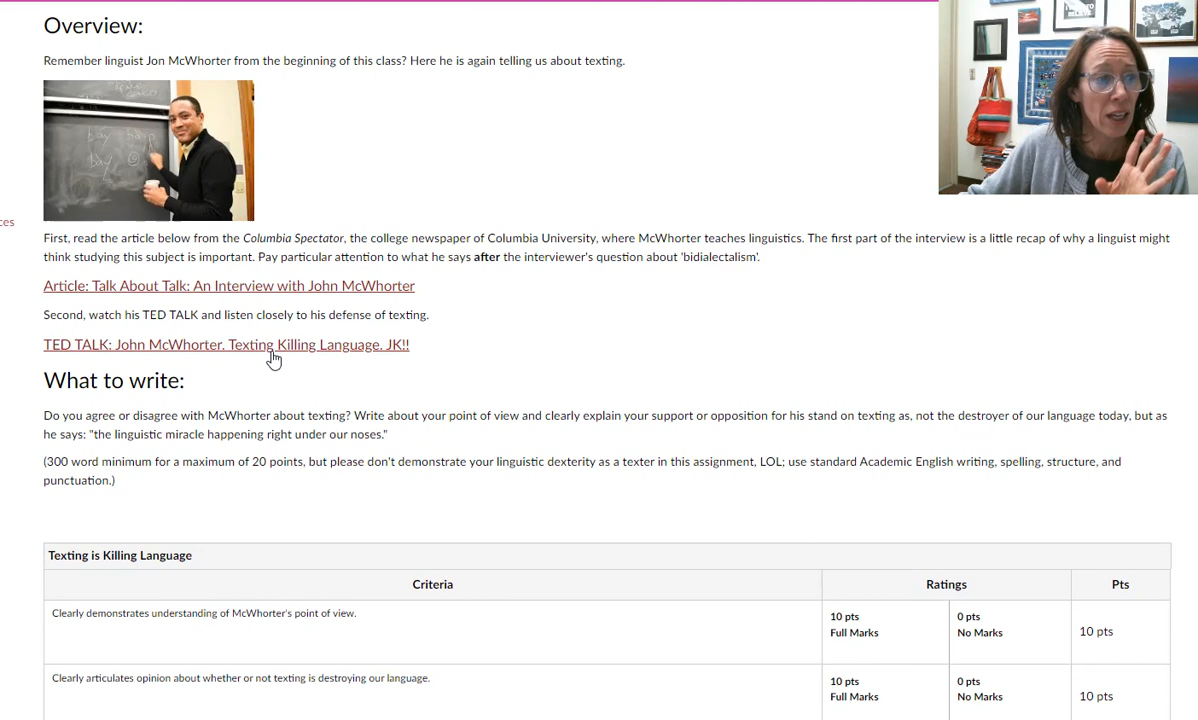 Overview:
Remember linguist Jon McWhorter from the beginning of this class? Here he is again telling us about texting.
ces
First, read the article below from the Columbia Spectator, the college newspaper of Columbia University, where McWhorter teaches linguistics. The first part of the interview is a little recap of why a linguist might
think studying this subject is important. Pay particular attention to what he says after the interviewer's question about 'bidialectalism'.
Article: Talk About Talk: An Interview with John McWhorter
Second, watch his TED TALK and listen closely to his defense of texting.
TED TALK: John McWhorter. Texting Killing Language. JK!!
What to write:
Do you agree or disagree with McWhorter about texting? Write about your point of view and clearly explain your support or opposition for his stand on texting as, not the destroyer of our language today, but as
he says: "the linguistic miracle happening right under our noses."
(300 word minimum for a maximum of 20 points, but please don't demonstrate your linguistic dexterity as a texter in this assignment, LOL; use standard Academic English writing, spelling, structure, and
punctuation.)
Texting is Killing Language
Criteria Ratings Pts
Clearly demonstrates understanding of McWhorter's point of view.
10 pts 0 pts
Full Marks No Marks
10 pts
Clearly articulates opinion about whether or not texting is destroying our language.
10 pts 0 pts
Full Marks No Marks
10 pts